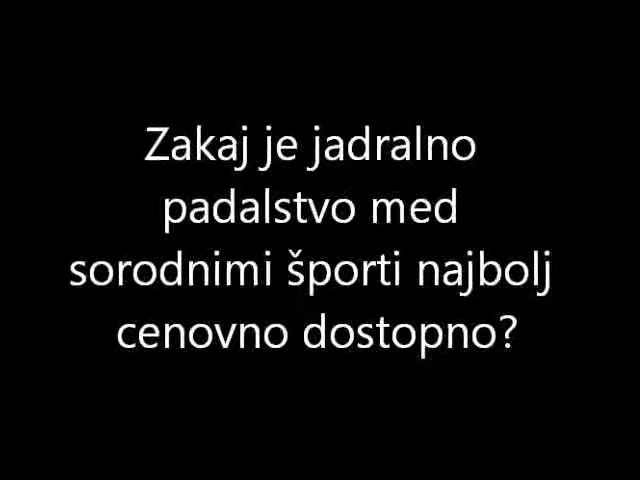 Zakaj je jadralno
padalstvo med
sorodnimi športi najbolj
cenovno dostopno?